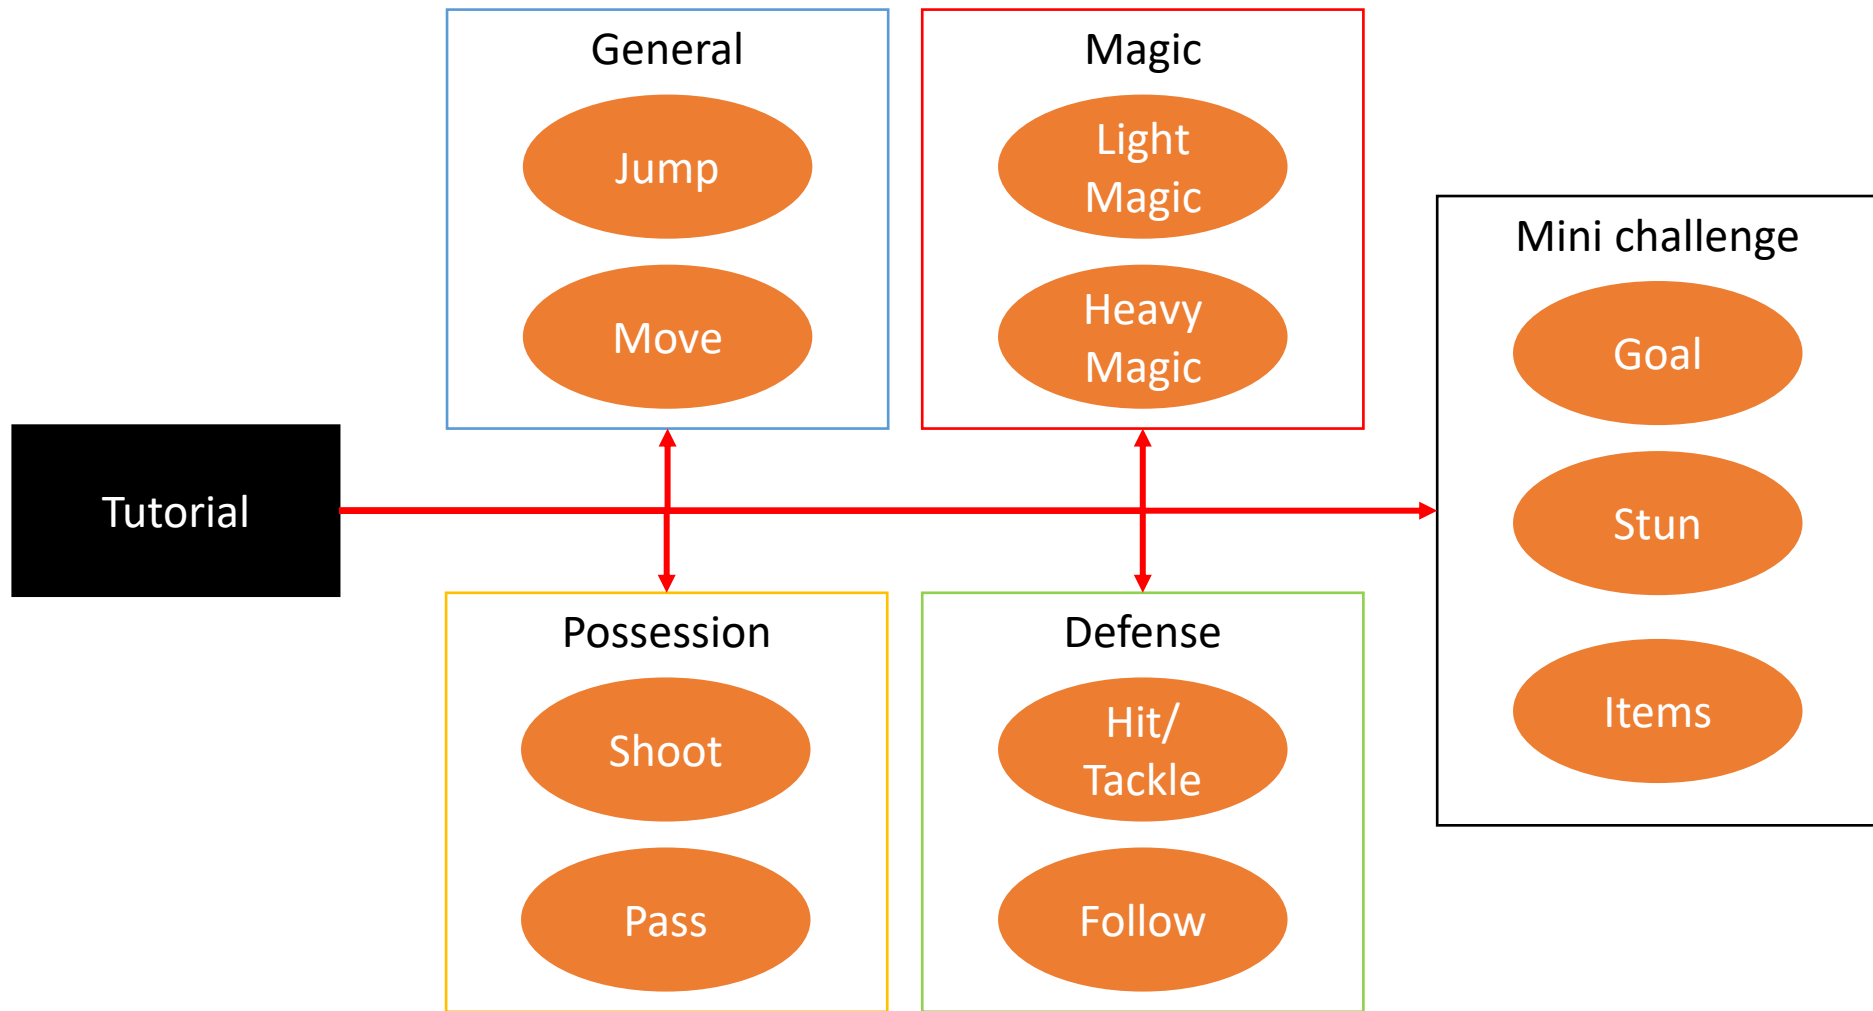 Tutorial
General
Jump
Move
Magic
Light
Magic
Heavy
Magic
Possession
Shoot
Pass
Defense
Hit/
Tackle
Follow
Mini challenge
Goal
Stun
Items